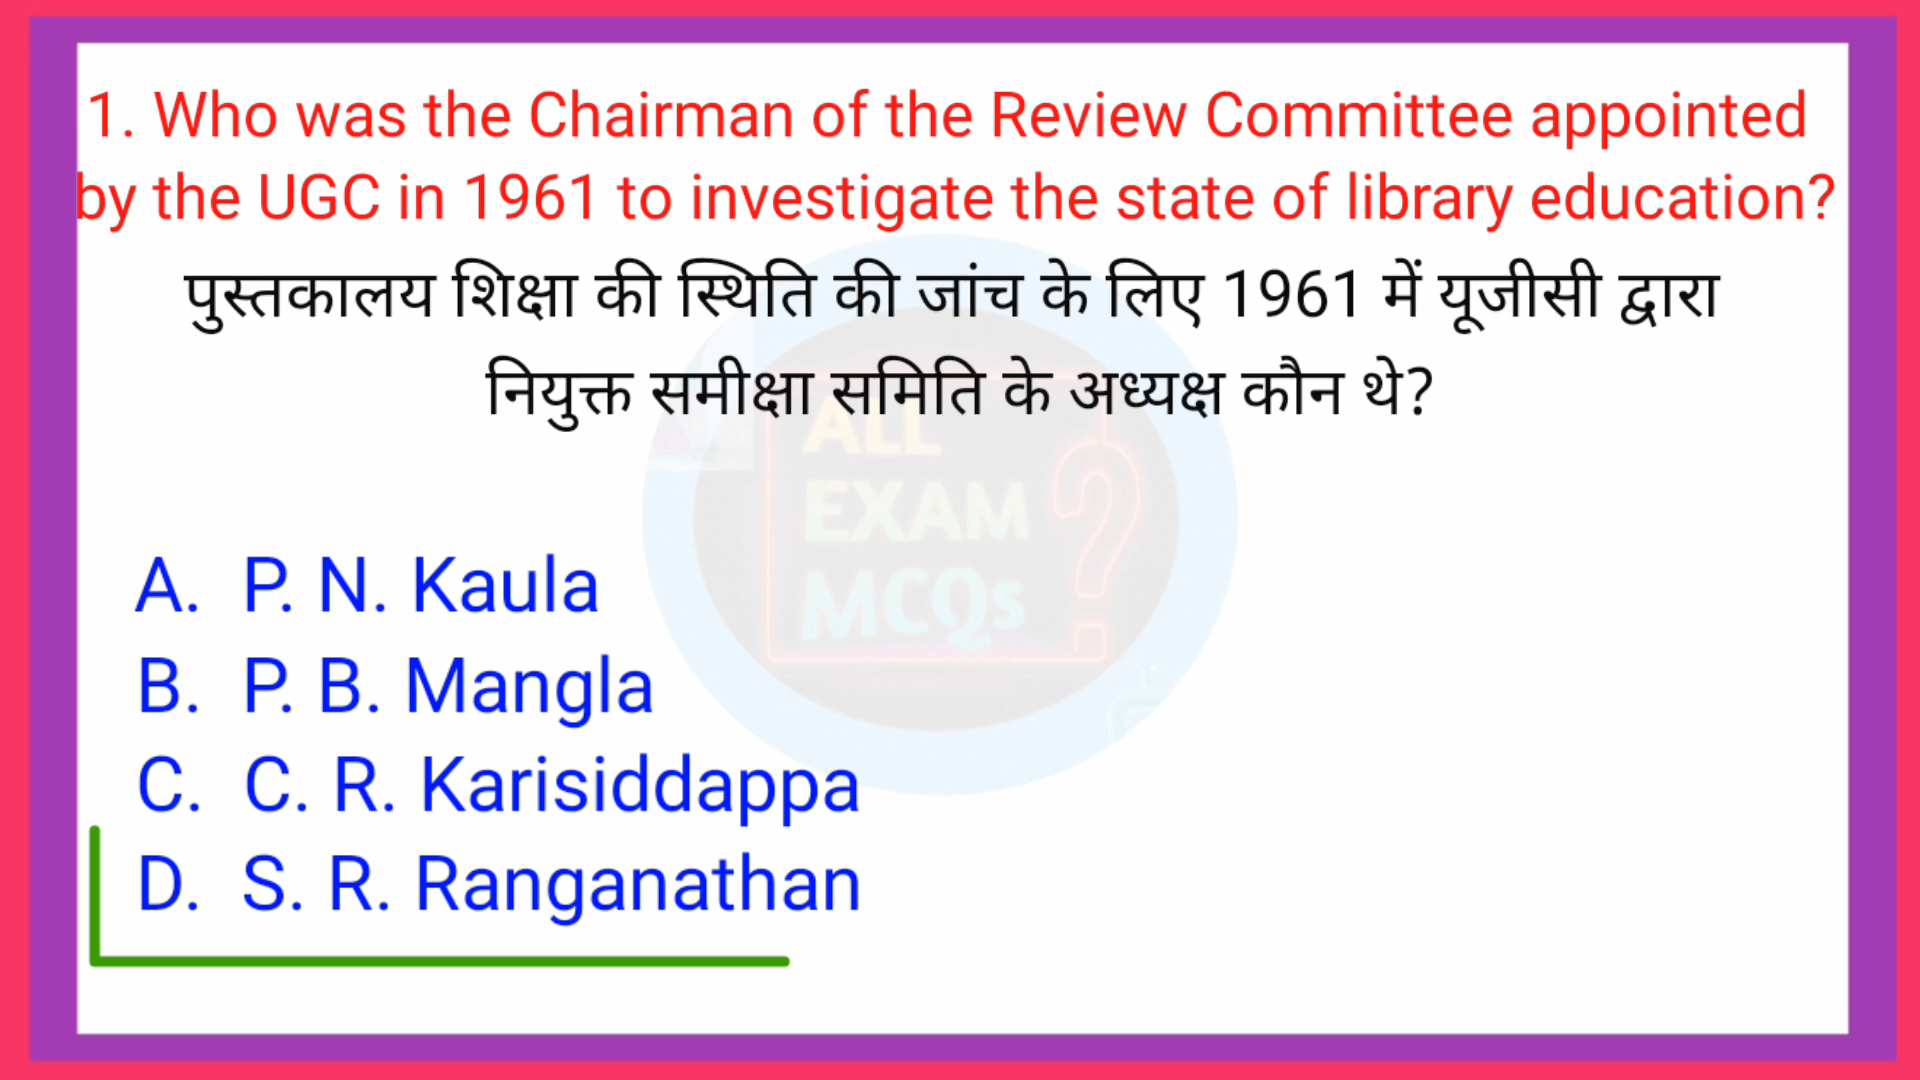 1. Who was the Chairman of the Review Committee appointed
by the UGC in 1961 to investigate the state of library education?
पुस्तकालय शिक्षा की स्थिति की जांच के लिए 1961 में यूजीसी द्वारा
नियुक्त समीक्षा समिति के अध्यक्ष कौन थे?
ALL
EXAM
MCQs
?
A. P. N. Kaula
B. P. B. Mangla
C. C. R. Karisiddappa
D. S. R. Ranganathan